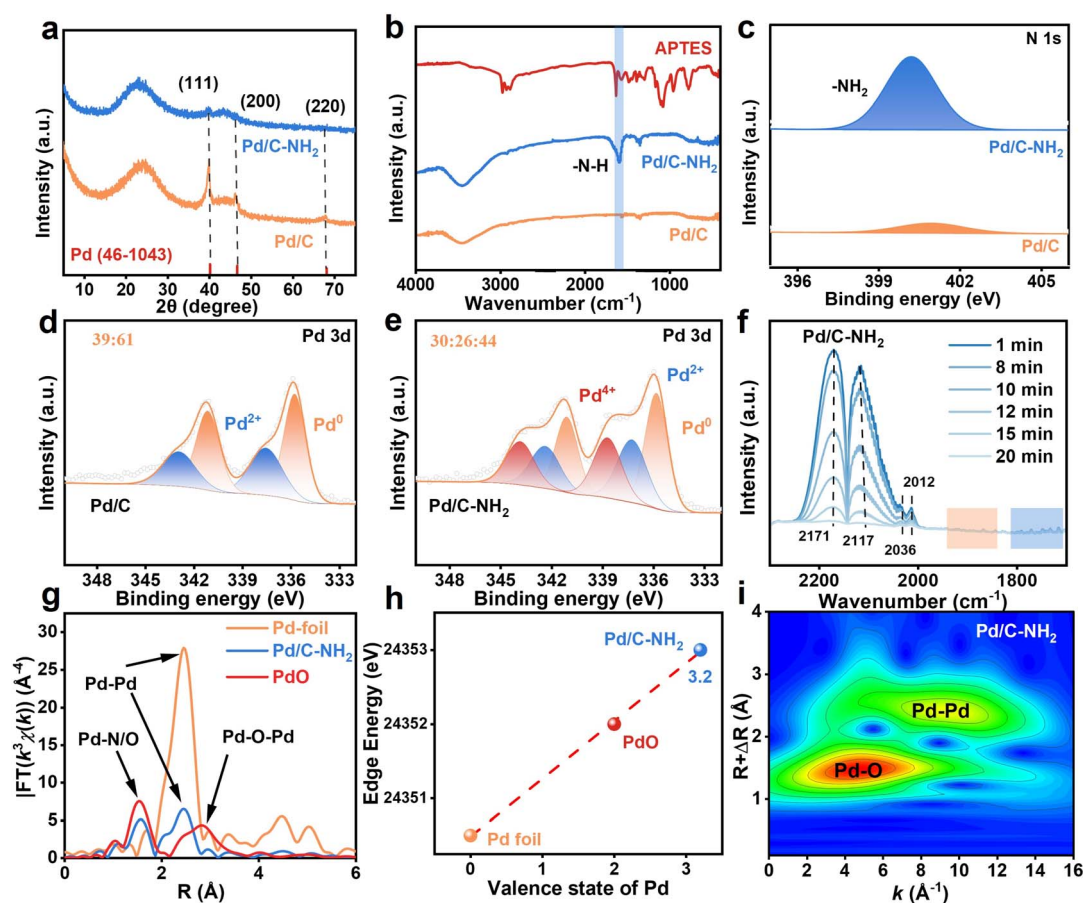 a
(111)
(200)
(220)
Pd/C-NH₂
Pd/C
Pd (46-1043)
Intensity (a.u.)
10 20 30 40 50 60 70
2θ (degree)
b
APTES
Pd/C-NH₂
-N-H
Pd/C
Intensity (a.u.)
4000 3000 2000 1000
Wavenumber (cm⁻¹)
c
N 1s
-NH₂
Pd/C-NH₂
Pd/C
Intensity (a.u.)
396 399 402 405
Binding energy (eV)
d
39:61
Pd 3d
Pd²⁺
Pd⁰
Pd/C
Intensity (a.u.)
348 345 342 339 336 333
Binding energy (eV)
e
30:26:44
Pd 3d
Pd²⁺
Pd⁴⁺
Pd⁰
Pd/C-NH₂
Intensity (a.u.)
348 345 342 339 336 333
Binding energy (eV)
f
Pd/C-NH₂
1 min
8 min
10 min
12 min
15 min
20 min
2012
2171
2117
2036
Intensity (a.u.)
2200 2000 1800
Wavenumber (cm⁻¹)
g
Pd-foil
Pd/C-NH₂
PdO
Pd-Pd
Pd-N/O
Pd-O-Pd
|FT(k³χ(k)) (Å⁻⁴)
30
25
20
15
10
5
0
0 2 4 6
R (Å)
h
Pd/C-NH₂
3.2
PdO
Pd foil
Edge Energy (eV)
24353
24352
24351
0 1 2 3
Valence state of Pd
i
Pd/C-NH₂
Pd-Pd
Pd-O
R+ΔR (Å)
4
3
2
1
0
0 2 4 6 8 10 12 14 16
k (Å⁻¹)